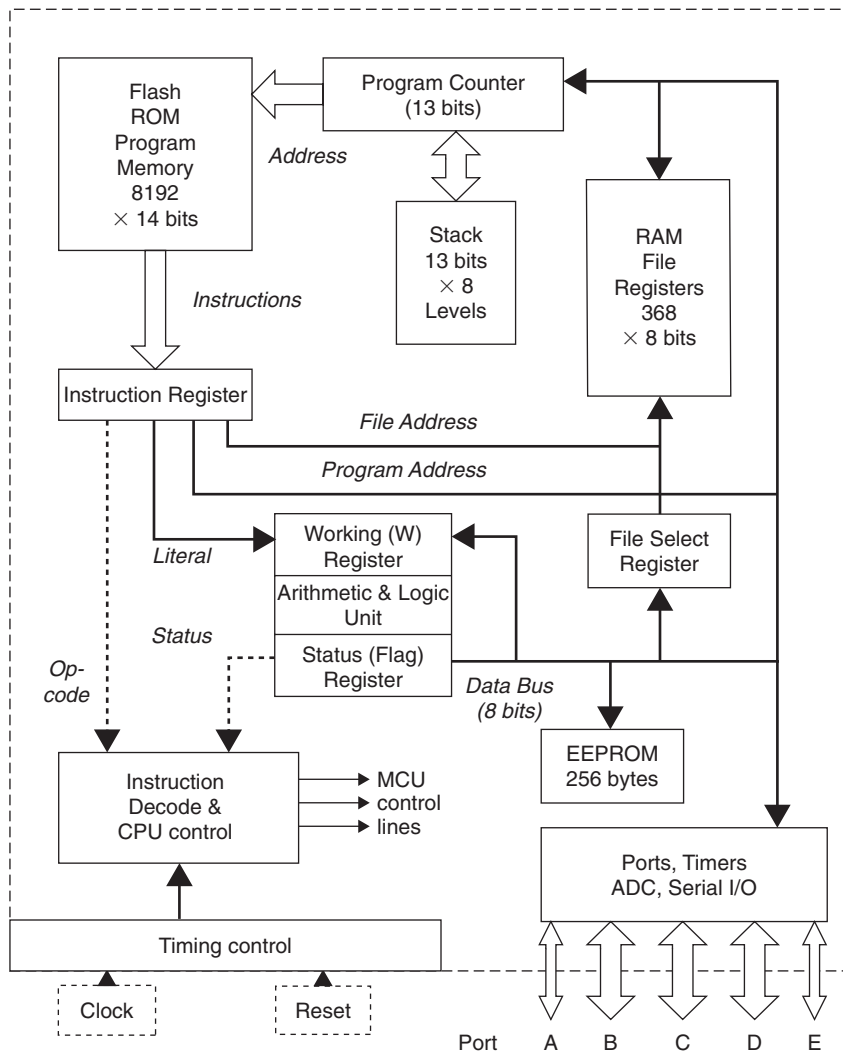 Flash
ROM
Program
Memory
8192
× 14 bits
Program Counter
(13 bits)
Address
Stack
13 bits
× 8
Levels
RAM
File
Registers
368
× 8 bits
Instructions
Instruction Register
File Address
Program Address
Literal
Working (W)
Register
Arithmetic & Logic
Unit
Status (Flag)
Register
File Select
Register
Status
Op-
code
Data Bus
(8 bits)
EEPROM
256 bytes
Instruction
Decode &
CPU control
MCU
control
lines
Ports, Timers
ADC, Serial I/O
Timing control
Clock
Reset
Port A B C D E